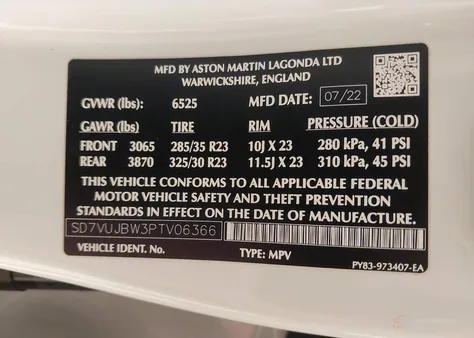 MFD BY ASTON MARTIN LAGONDA LTD
WARWICKSHIRE, ENGLAND
GVWR (lbs): 6525 MFD DATE: 07/22
GAWR (lbs): TIRE RIM PRESSURE (COLD)
FRONT 3065 285/35 R23 10J X 23 280 kPa, 41 PSI
REAR 3870 325/30 R23 11.5J X 23 310 kPa, 45 PSI
THIS VEHICLE CONFORMS TO ALL APPLICABLE FEDERAL
MOTOR VEHICLE SAFETY AND THEFT PREVENTION
STANDARDS IN EFFECT ON THE DATE OF MANUFACTURE.
SD7VUJBW3PTV06366
VEHICLE IDENT. No. TYPE: MPV
PY83-973407-EA